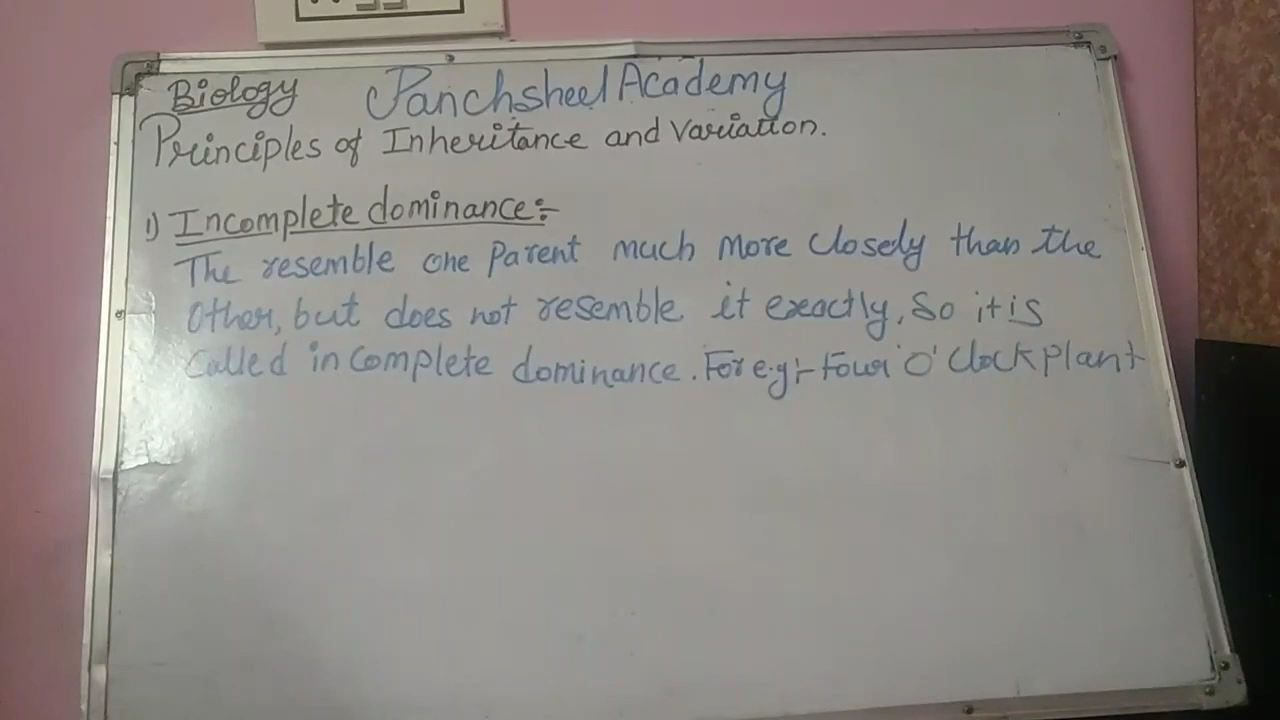 Biology Panchsheel Academy
Principles of Inheritance and Variation.
1) Incomplete dominance:-
The resemble one Parent much more closely than the
other, but does not resemble it exactly, so it is
called incomplete dominance. For e.g:- Four 'O' Clock plant